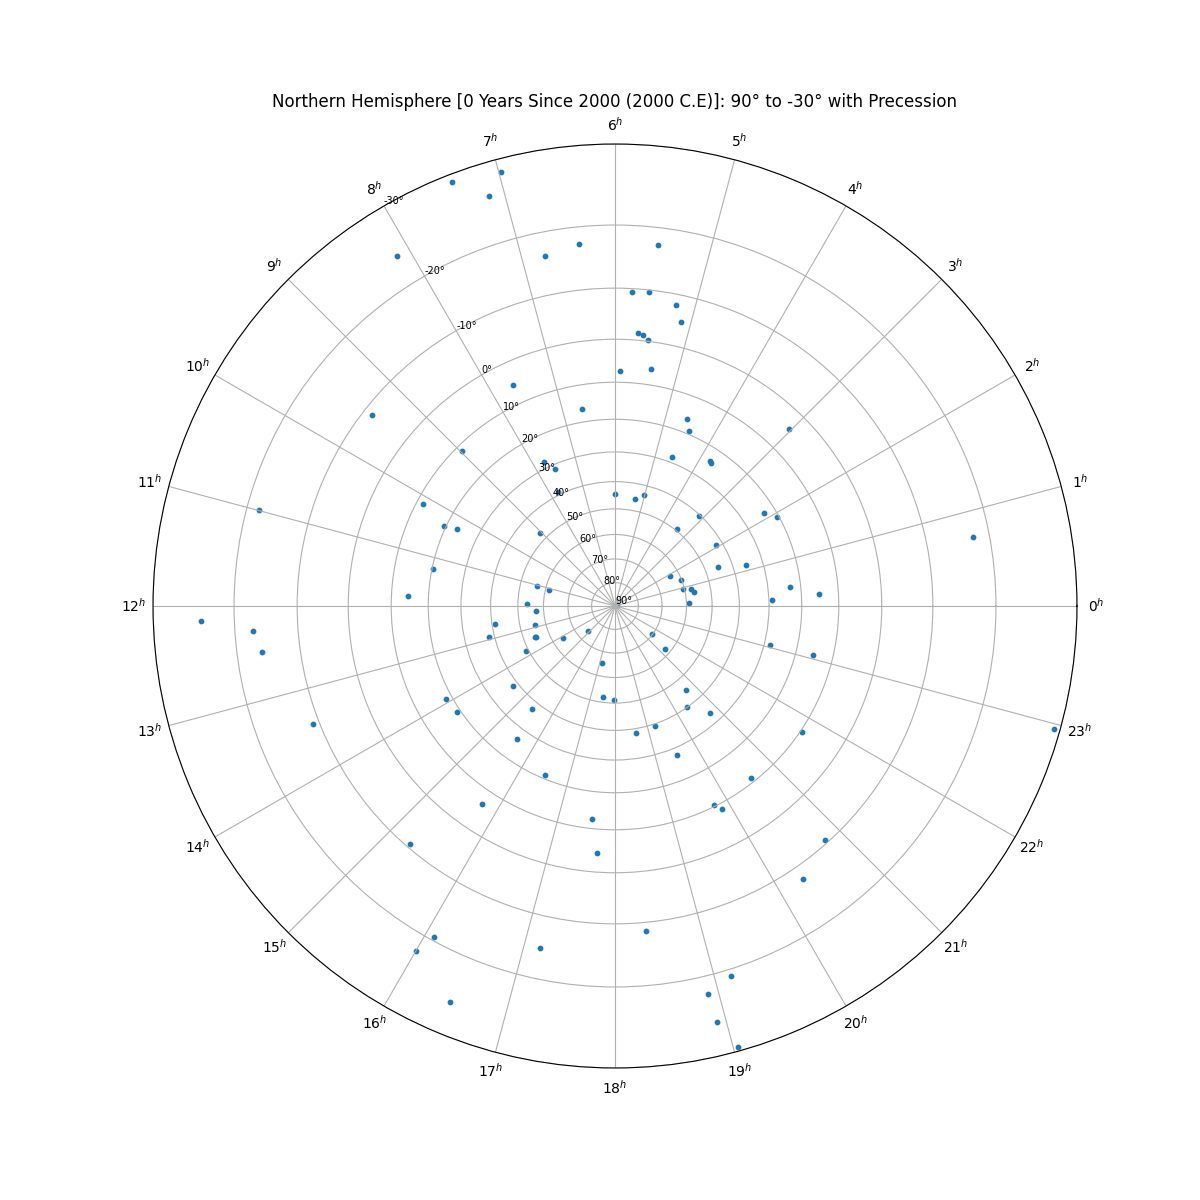 Northern Hemisphere [0 Years Since 2000 (2000 C.E)]: 90° to -30° with Precession
6h
7h
5h
8h
4h
-30°
9h
3h
-20°
-10°
10h
2h
0°
10°
20°
30°
11h
1h
40°
50°
60°
70°
80°
90°
12h
0h
13h
23h
14h
22h
15h
21h
16h
20h
17h
19h
18h